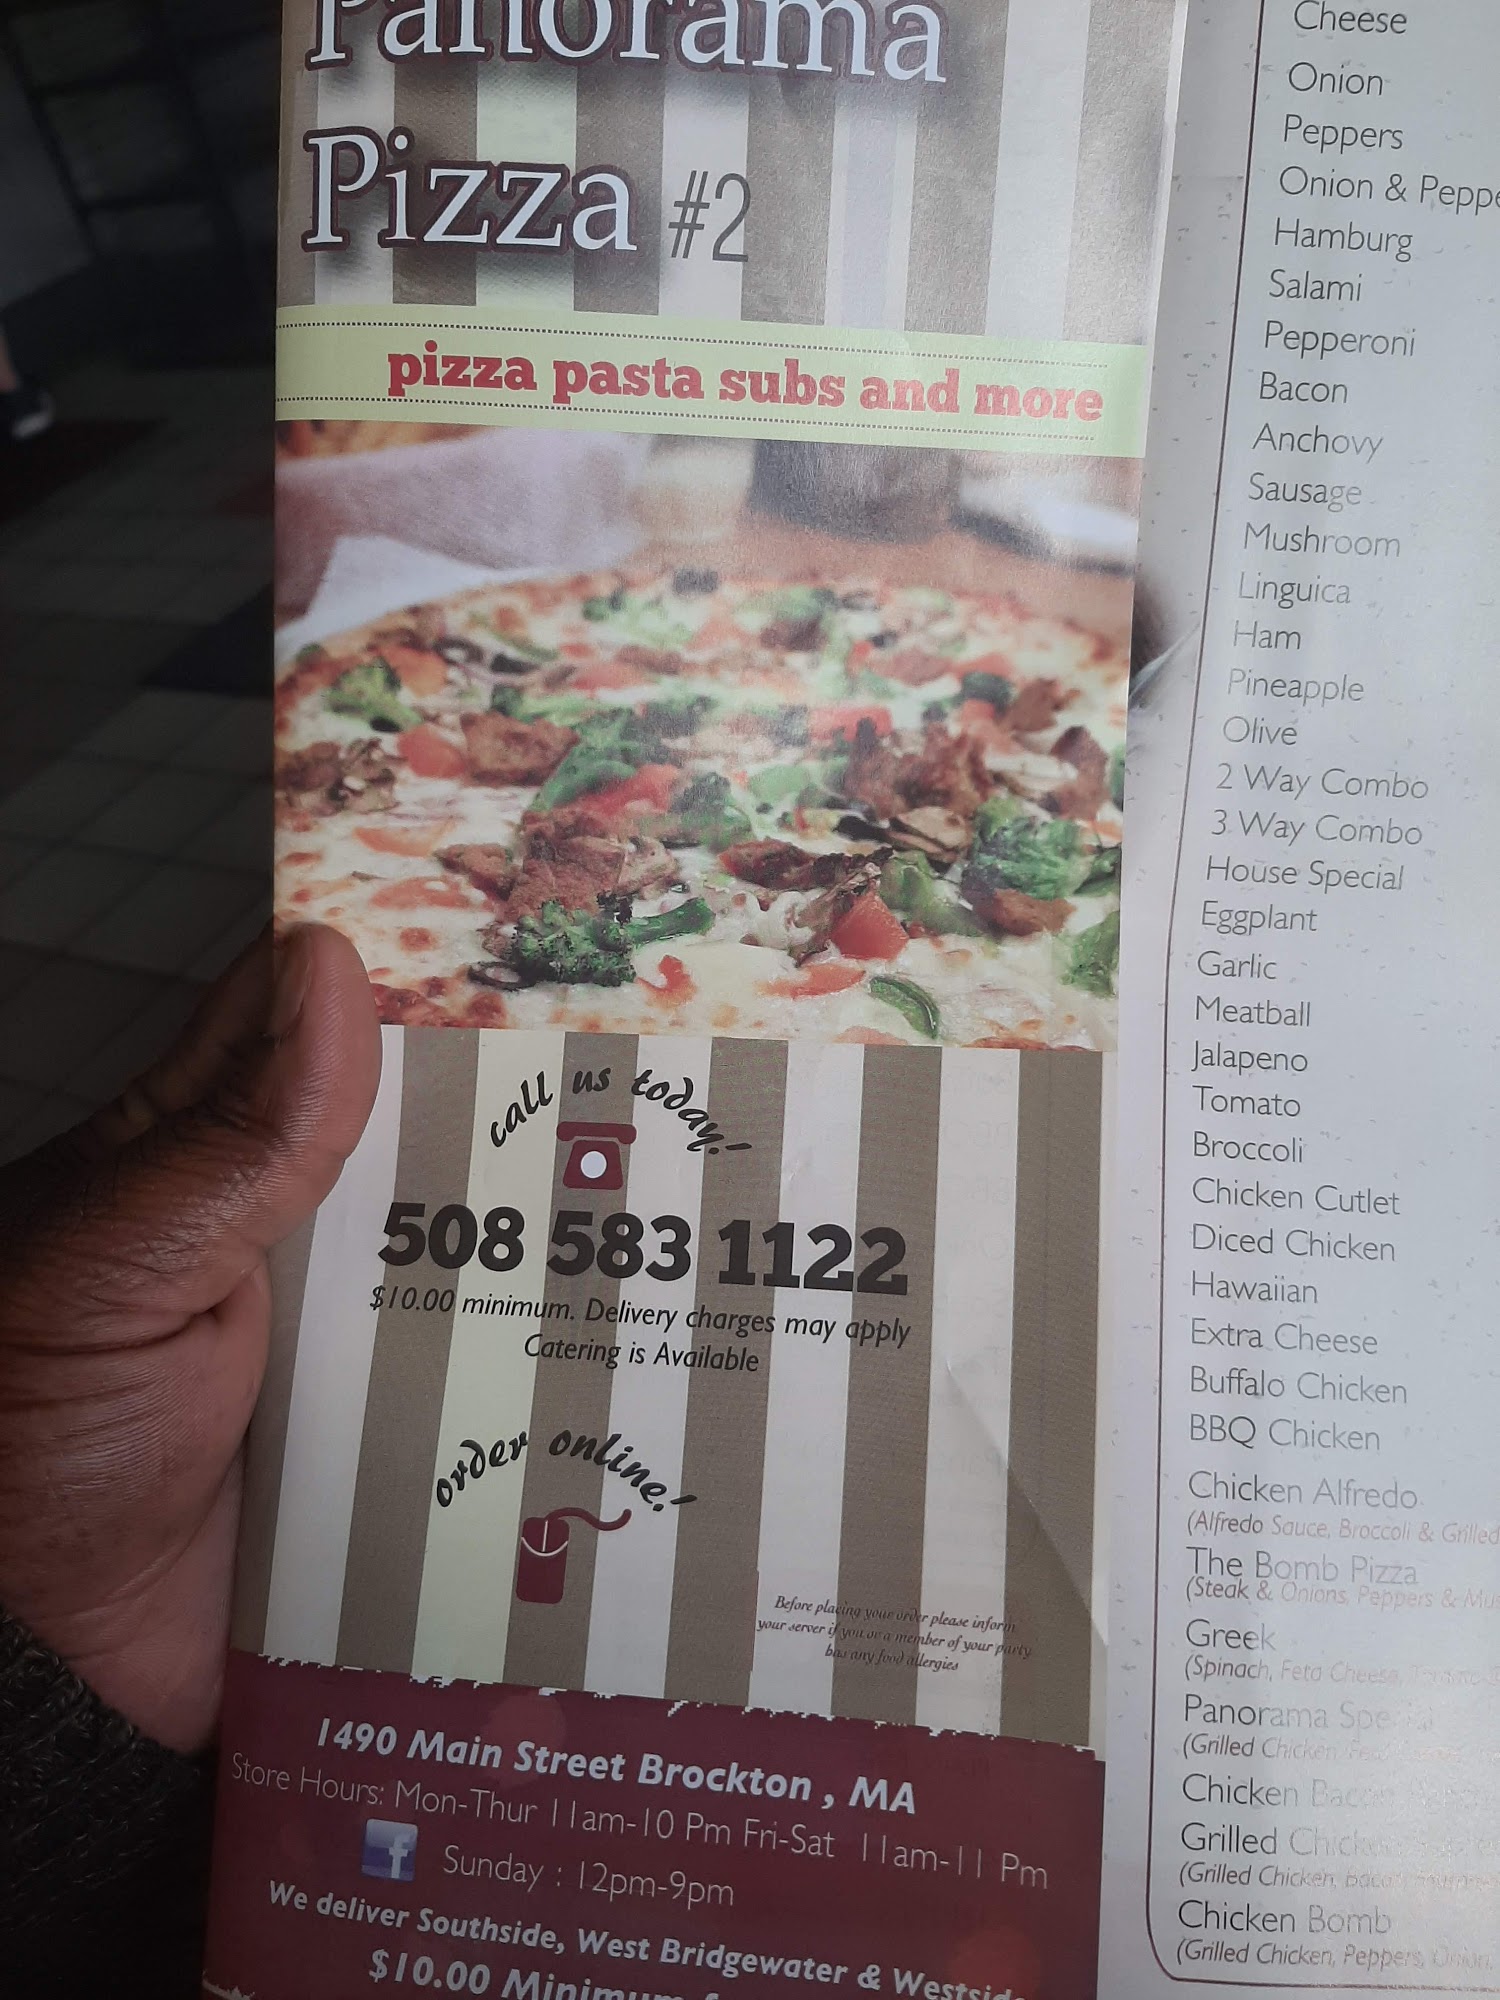 Panorama
Pizza #2
pizza pasta subs and more
call us today!
508 583 1122
$10.00 minimum. Delivery charges may apply
Catering is Available
order online!
Before placing your order please inform
your server if you or a member of your party
has any food allergies
1490 Main Street Brockton , MA
Store Hours: Mon-Thur 11am-10 Pm Fri-Sat 11am-11 Pm
f Sunday : 12pm-9pm
We deliver Southside, West Bridgewater &
$10.00
Cheese
Onion
Peppers
Onion &
Hamburg
Salami
Pepperoni
Bacon
Anchovy
Sausage
Mushroom
Linguica
Ham
Pineapple
Olive
2 Way Combo
3 Way Combo
House Special
Eggplant
Garlic
Meatball
Jalapeno
Tomato
Broccoli
Chicken Cutlet
Diced Chicken
Hawaiian
Extra Cheese
Buffalo Chicken
BBQ Chicken
Chicken Alfredo
(Alfredo Sauce, Broccoli & Grilled
The Bomb Pizza
(Steak & Onions, Peppers &
Greek
(Spinach, Feta Cheese,
Panorama Special
(Grilled Chicken,
Chicken Bacon
Grilled Chicken
(Grilled Chicken, bacon
Chicken Bomb
(Grilled Chicken, Peppers, Onion,